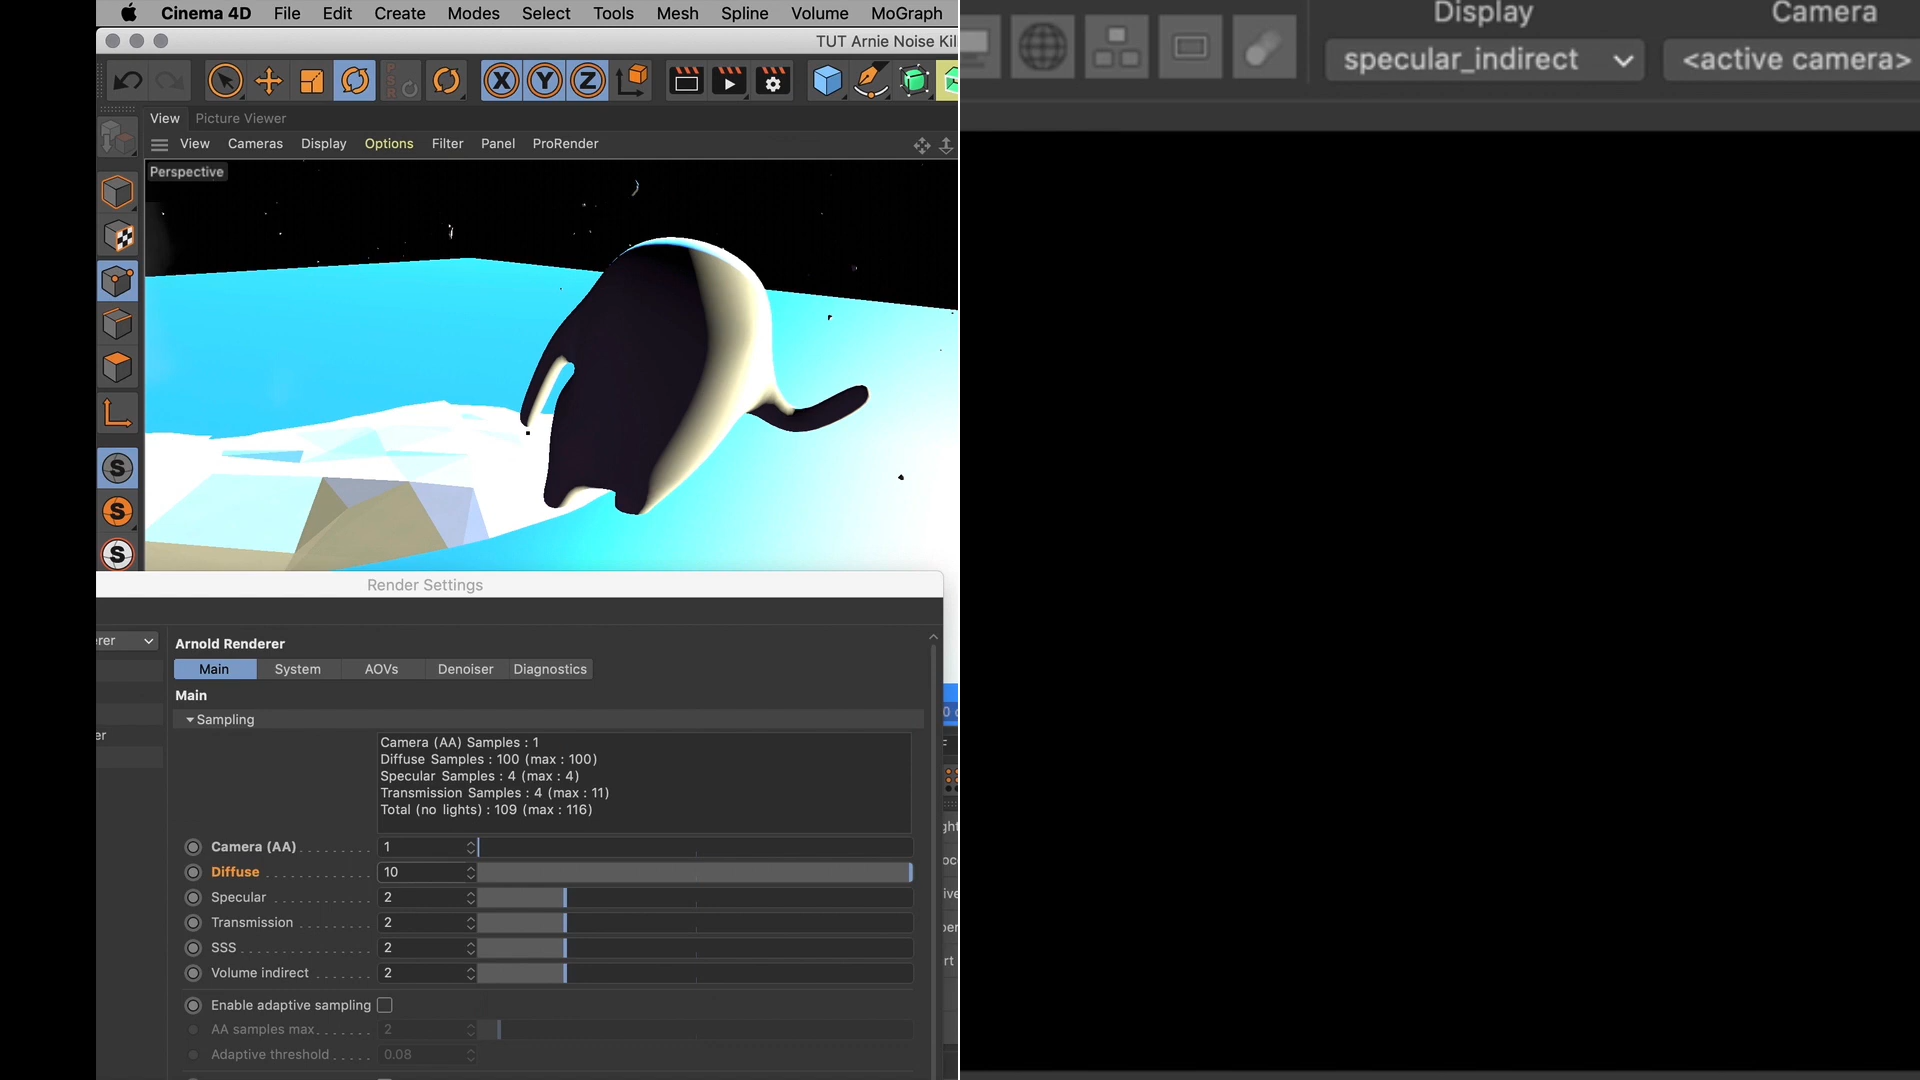 Cinema 4D File Edit Create Modes Select Tools Mesh Spline Volume MoGraph
TUT Arnie Noise Kil
X Y Z
View Picture Viewer
View Cameras Display Options Filter Panel ProRender
Perspective
S
S
S
Render Settings
rer
er
Arnold Renderer
Main System AOVs Denoiser Diagnostics
Main
Sampling
Camera (AA) Samples : 1
Diffuse Samples : 100 (max : 100)
Specular Samples : 4 (max : 4)
Transmission Samples : 4 (max : 11)
Total (no lights) : 109 (max : 116)
Camera (AA) 1
Diffuse 10
Specular 2
Transmission 2
SSS 2
Volume indirect 2
Enable adaptive sampling
AA samples max 2
Adaptive threshold 0.08
Display Camera
specular_indirect <active camera>